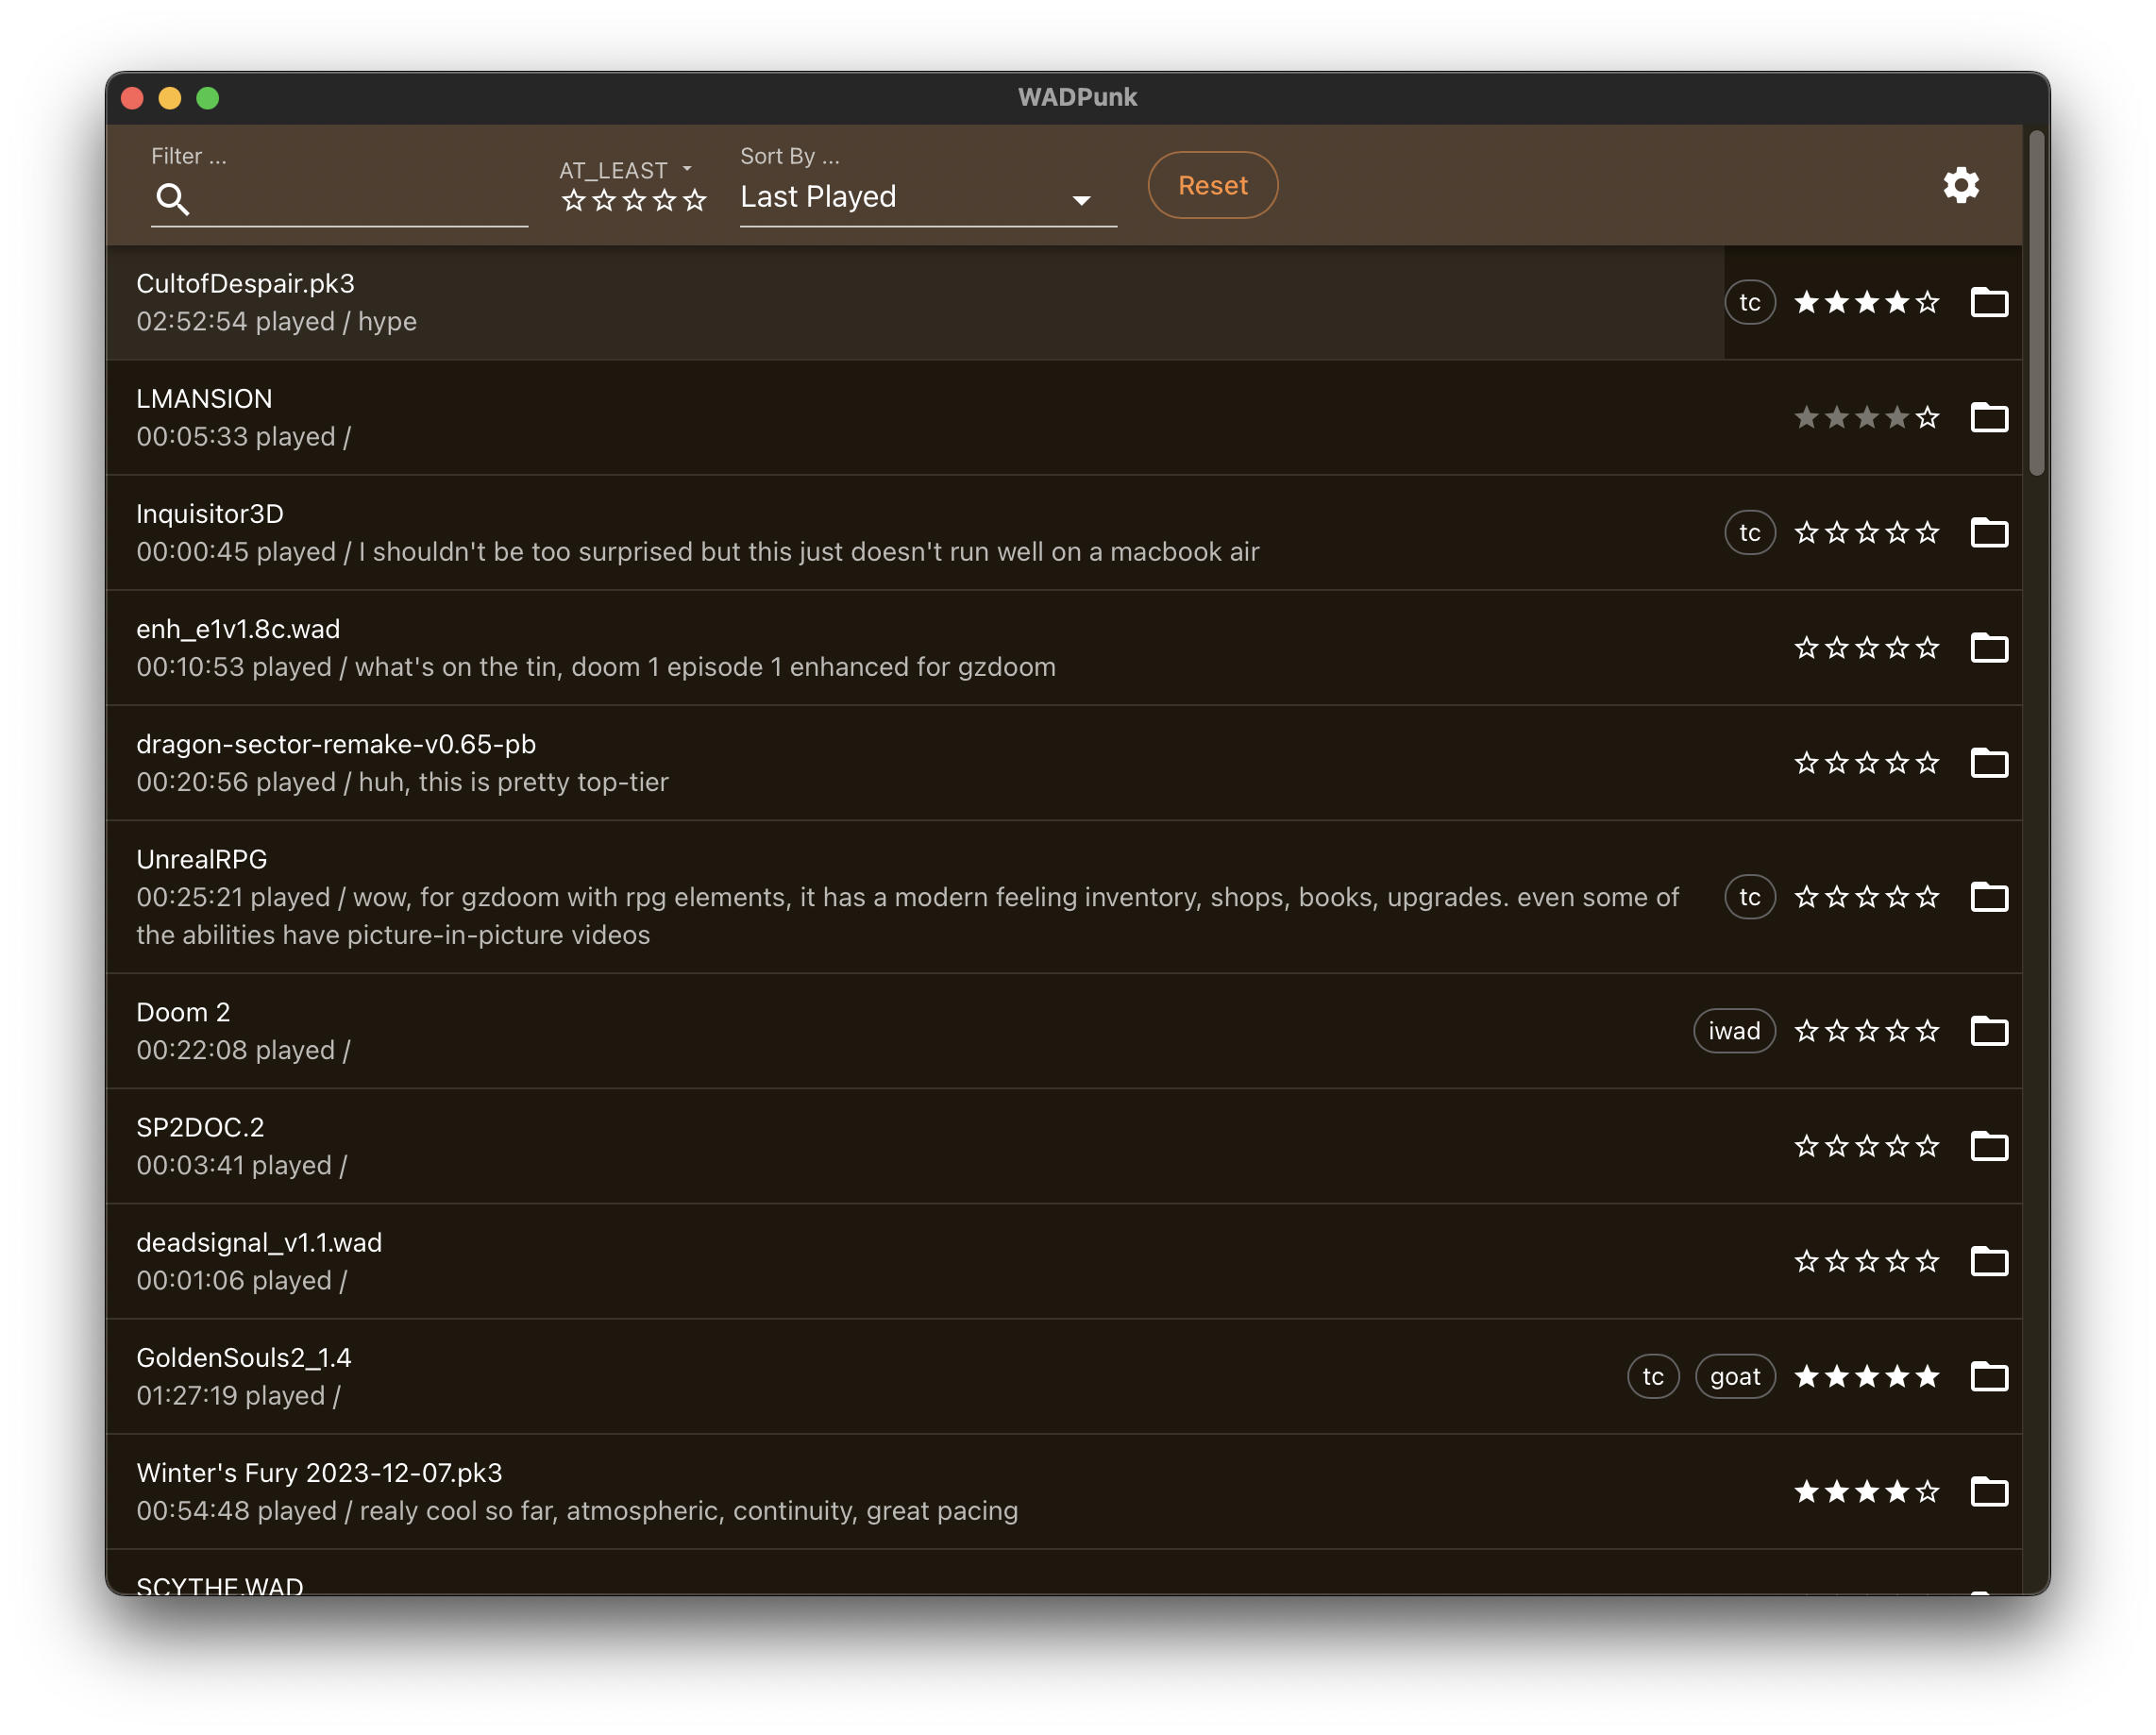 WADPunk
Filter ...
AT_LEAST
Sort By ...
Last Played
Reset
CultofDespair.pk3
02:52:54 played / hype
tc
LMANSION
00:05:33 played /
Inquisitor3D
00:00:45 played / I shouldn't be too surprised but this just doesn't run well on a macbook air
tc
enh_e1v1.8c.wad
00:10:53 played / what's on the tin, doom 1 episode 1 enhanced for gzdoom
dragon-sector-remake-v0.65-pb
00:20:56 played / huh, this is pretty top-tier
UnrealRPG
00:25:21 played / wow, for gzdoom with rpg elements, it has a modern feeling inventory, shops, books, upgrades. even some of
the abilities have picture-in-picture videos
tc
Doom 2
00:22:08 played /
iwad
SP2DOC.2
00:03:41 played /
deadsignal_v1.1.wad
00:01:06 played /
GoldenSouls2_1.4
01:27:19 played /
tc goat
Winter's Fury 2023-12-07.pk3
00:54:48 played / realy cool so far, atmospheric, continuity, great pacing
SCYTHE.WAD